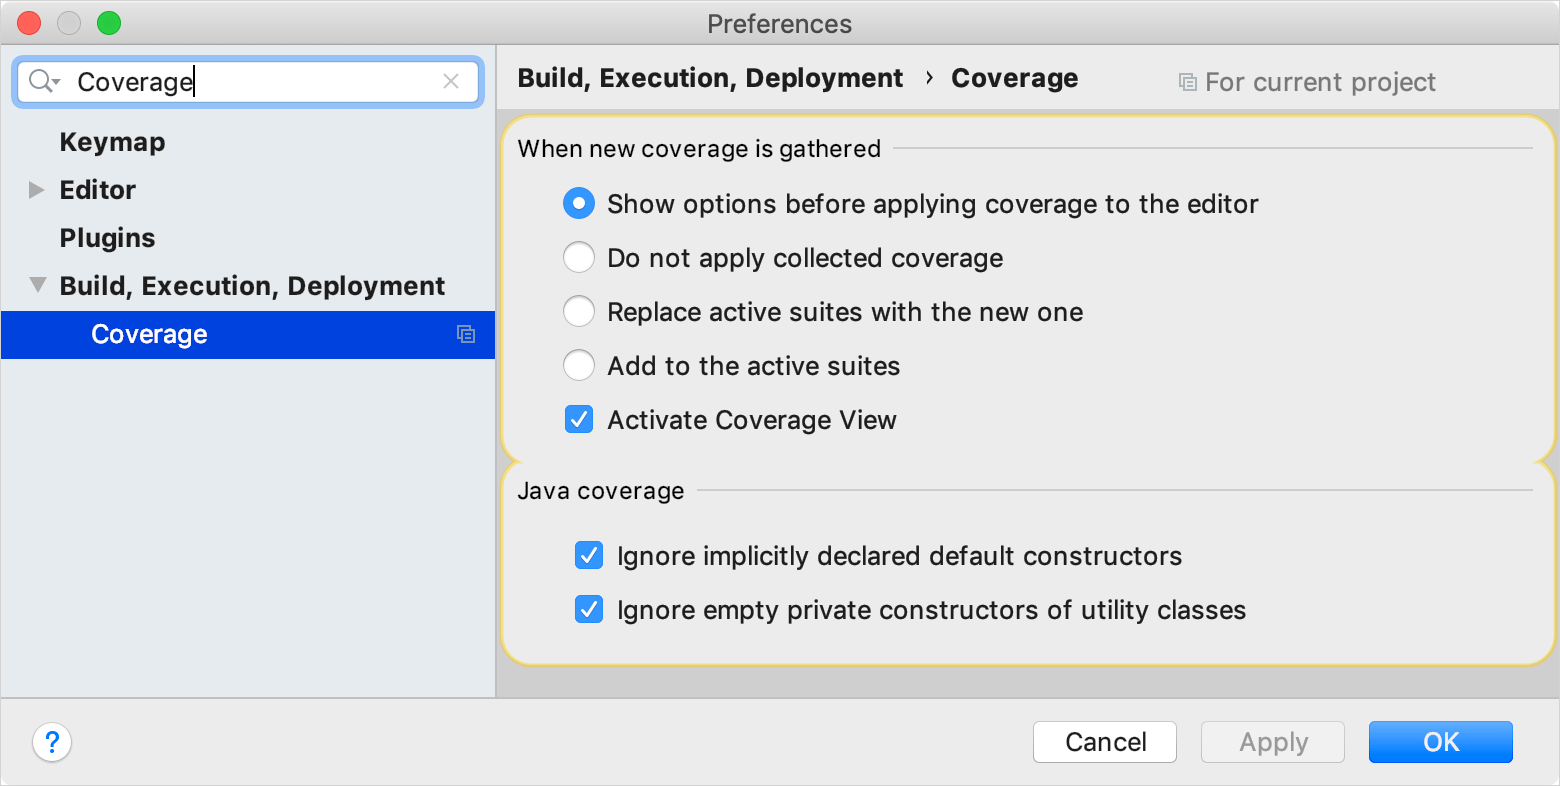 Preferences
Coverage
Keymap
Editor
Plugins
Build, Execution, Deployment
Coverage
Build, Execution, Deployment › Coverage
For current project
When new coverage is gathered
Show options before applying coverage to the editor
Do not apply collected coverage
Replace active suites with the new one
Add to the active suites
Activate Coverage View
Java coverage
Ignore implicitly declared default constructors
Ignore empty private constructors of utility classes
?
Cancel
Apply
OK